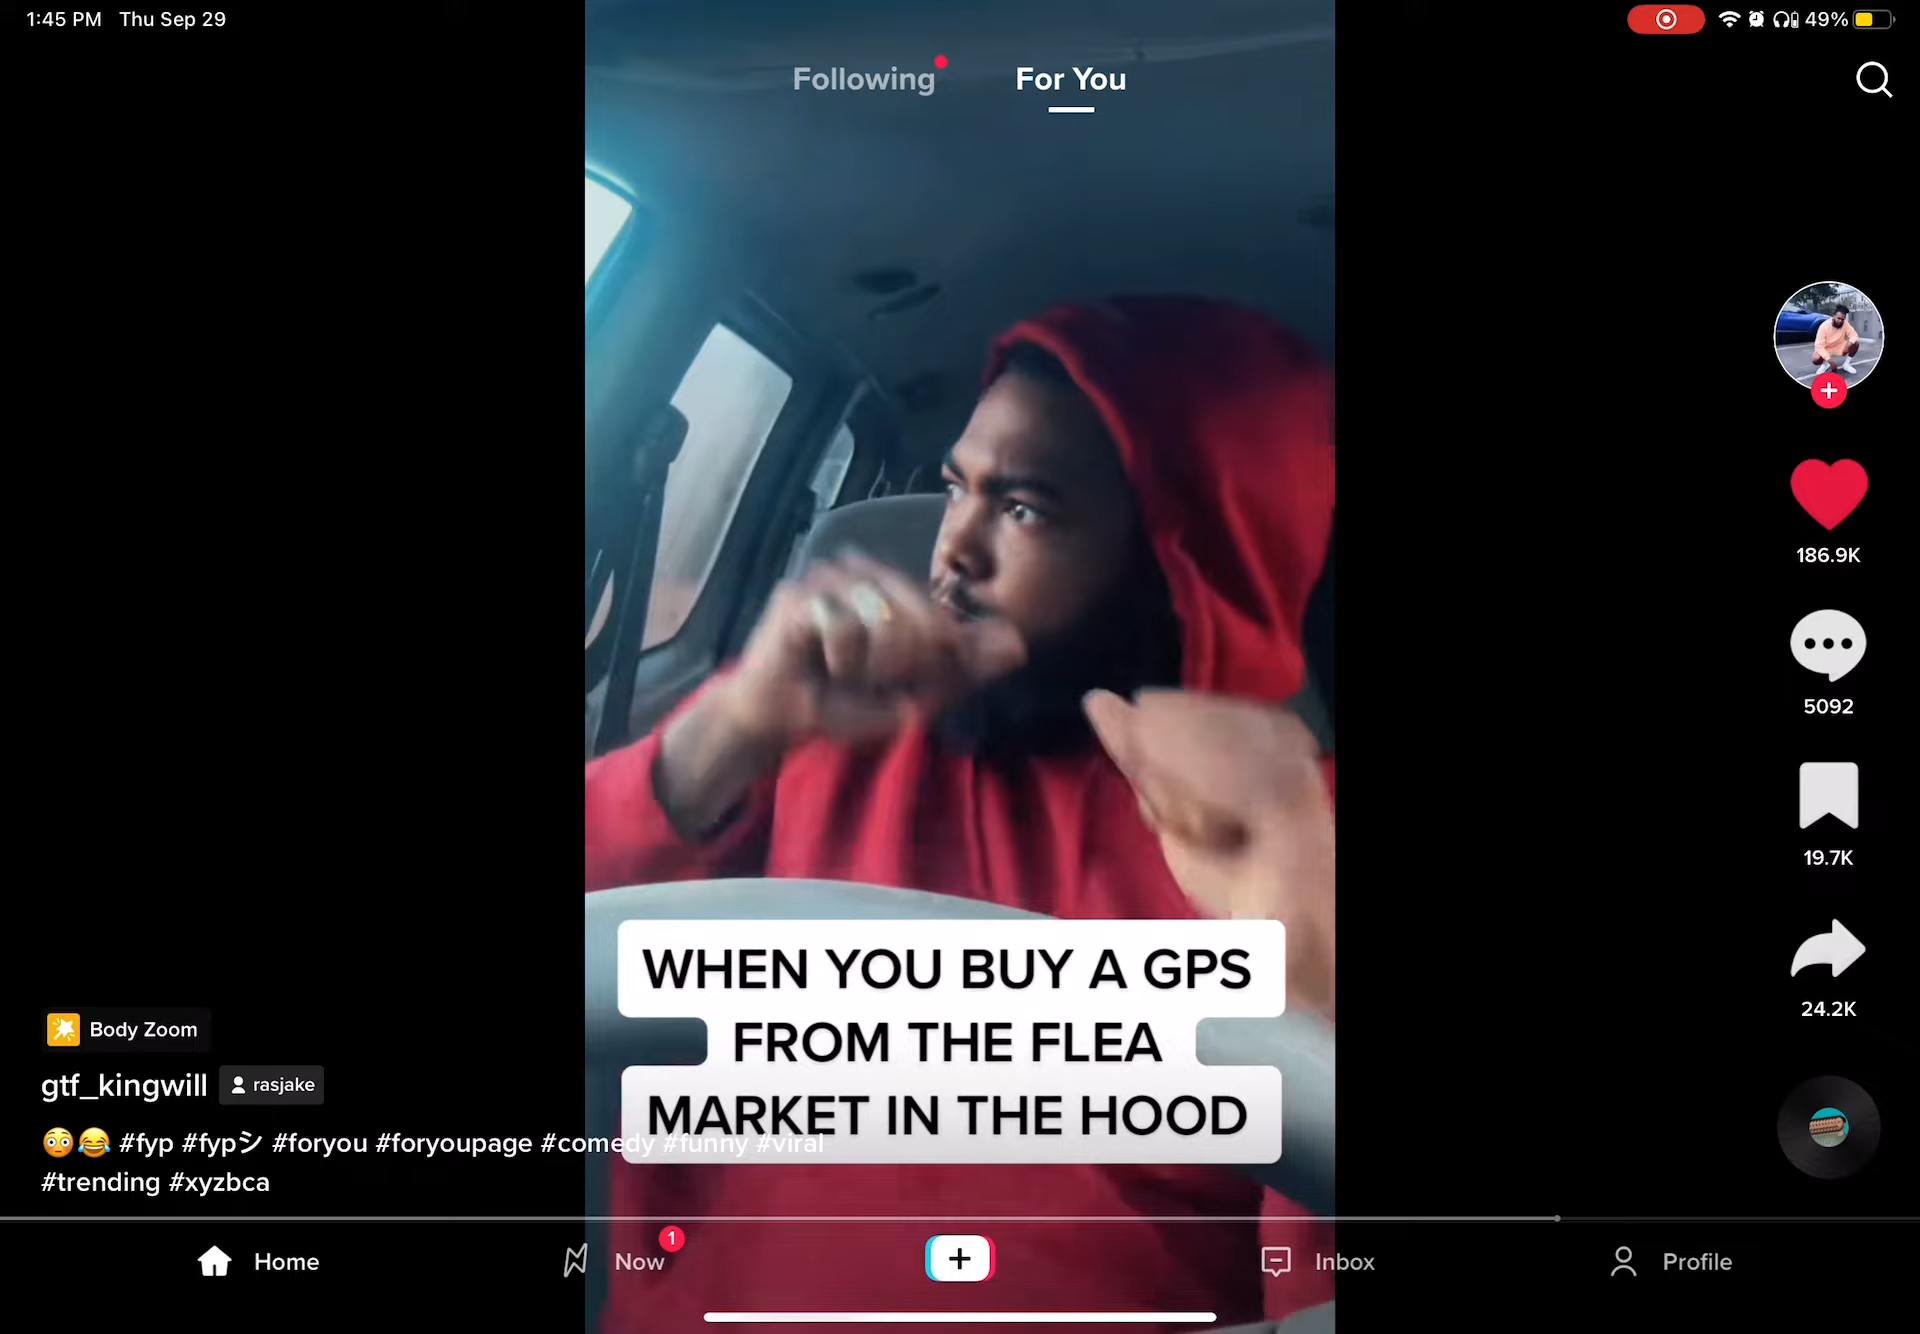 1:45 PM Thu Sep 29
49%
Following
For You
186.9K
5092
19.7K
24.2K
WHEN YOU BUY A GPS
FROM THE FLEA
MARKET IN THE HOOD
Body Zoom
gtf_kingwill rasjake
😳😂 #fyp #fypシ #foryou #foryoupage #comedy #funny #viral
#trending #xyzbca
Home
Now
1
Inbox
Profile